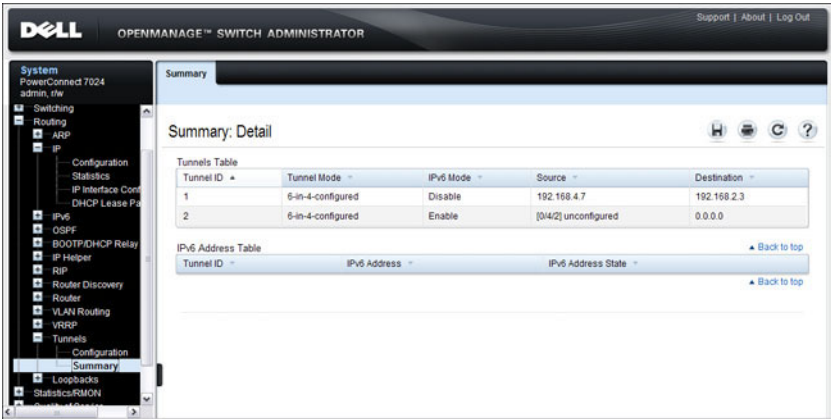 Support | About | Log Out
DELL
OPENMANAGE™ SWITCH ADMINISTRATOR
System
PowerConnect 7024
admin, r/w
Switching
Routing
ARP
IP
Configuration
Statistics
IP Interface Conf
DHCP Lease Pa
IPv6
OSPF
BOOTP/DHCP Relay
IP Helper
RIP
Router Discovery
Router
VLAN Routing
VRRP
Tunnels
Configuration
Summary
Loopbacks
Statistics/RMON
Summary
Summary: Detail
Tunnels Table
Tunnel ID Tunnel Mode IPv6 Mode Source Destination
1 6-in-4-configured Disable 192.168.4.7 192.168.2.3
2 6-in-4-configured Enable [0/4/2] unconfigured 0.0.0.0
Back to top
IPv6 Address Table
Tunnel ID IPv6 Address IPv6 Address State
Back to top